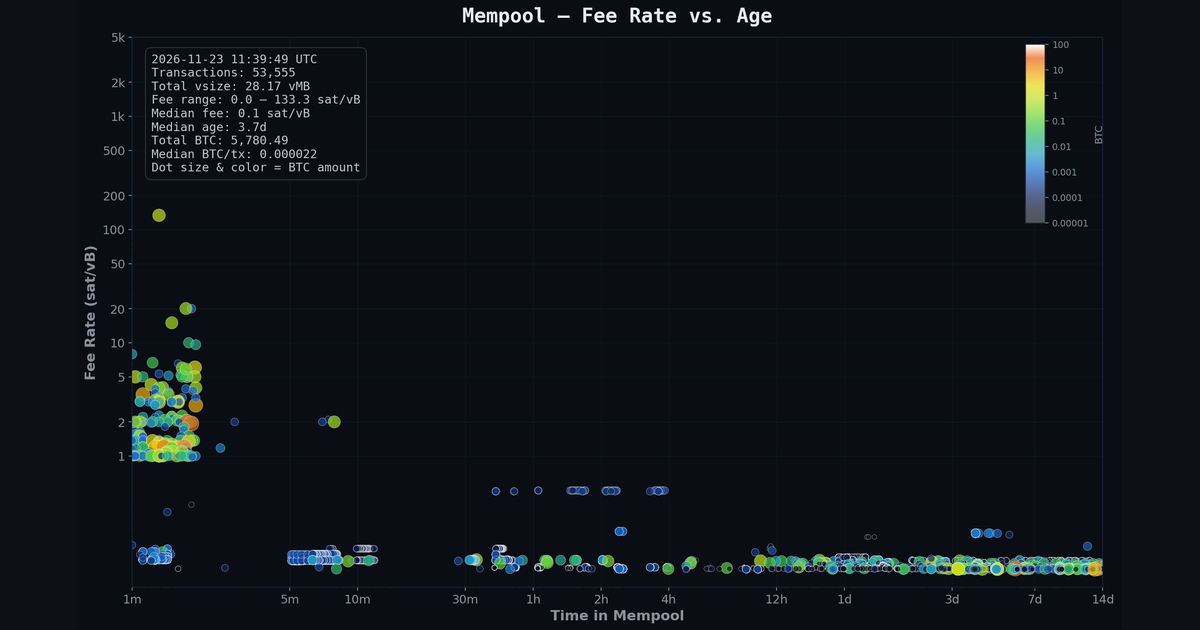 Mempool — Fee Rate vs. Age
5k
2k
1k
500
200
100
50
20
10
5
2
1
Fee Rate (sat/vB)
2026-11-23 11:39:49 UTC
Transactions: 53,555
Total vsize: 28.17 vMB
Fee range: 0.0 — 133.3 sat/vB
Median fee: 0.1 sat/vB
Median age: 3.7d
Total BTC: 5,780.49
Median BTC/tx: 0.000022
Dot size & color = BTC amount
100
10
1
0.1
0.01
0.001
0.0001
0.00001
BTC
1m
5m
10m
30m
1h
2h
4h
12h
1d
3d
7d
14d
Time in Mempool